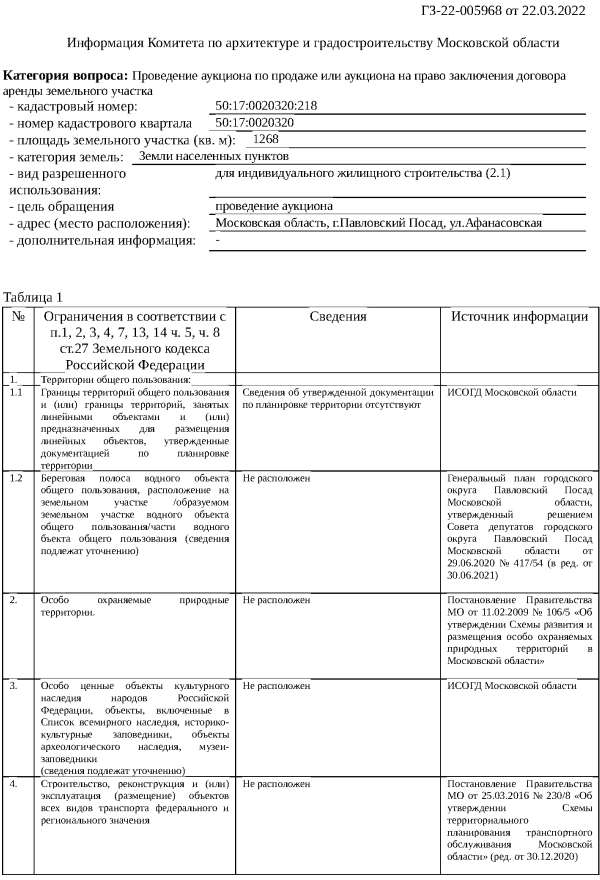 ГЗ-22-005968 от 22.03.2022
Информация Комитета по архитектуре и градостроительству Московской области
Категория вопроса: Проведение аукциона по продаже или аукциона на право заключения договора
аренды земельного участка
- кадастровый номер: 50:17:0020320:218
- номер кадастрового квартала 50:17:0020320
- площадь земельного участка (кв. м): 1268
- категория земель: Земли населенных пунктов
- вид разрешенного для индивидуального жилищного строительства (2.1)
использования:
- цель обращения проведение аукциона
- адрес (место расположения): Московская область, г.Павловский Посад, ул.Афанасовская
- дополнительная информация: -
Таблица 1
№ Ограничения в соответствии с Сведения Источник информации
п.1, 2, 3, 4, 7, 13, 14 ч. 5, ч. 8
ст.27 Земельного кодекса
Российской Федерации
1. Территории общего пользования:
1.1 Границы территорий общего пользования Сведения об утвержденной документации ИСОГД Московской области
и (или) границы территорий, занятых по планировке территории отсутствуют
линейными объектами и (или)
предназначенных для размещения
линейных объектов, утвержденные
документацией по планировке
территории
1.2 Береговая полоса водного объекта Не расположен Генеральный план городского
общего пользования, расположение на округа Павловский Посад
земельном участке /образуемом Московской области,
земельном участке водного объекта утвержденный решением
общего пользования/части водного Совета депутатов городского
бъекта общего пользования (сведения округа Павловский Посад
подлежат уточнению) Московской области от
29.06.2020 № 417/54 (в ред. от
30.06.2021)
2. Особо охраняемые природные Не расположен Постановление Правительства
территории. МО от 11.02.2009 № 106/5 «Об
утверждении Схемы развития и
размещения особо охраняемых
природных территорий в
Московской области»
3. Особо ценные объекты культурного Не расположен ИСОГД Московской области
наследия народов Российской
Федерации, объекты, включенные в
Список всемирного наследия, историко-
культурные заповедники, объекты
археологического наследия, музеи-
заповедники
(сведения подлежат уточнению)
4. Строительство, реконструкция и (или) Не расположен Постановление Правительства
эксплуатация (размещение) объектов МО от 25.03.2016 № 230/8 «Об
всех видов транспорта федерального и утверждении Схемы
регионального значения территориального
планирования транспортного
обслуживания Московской
области» (ред. от 30.12.2020)